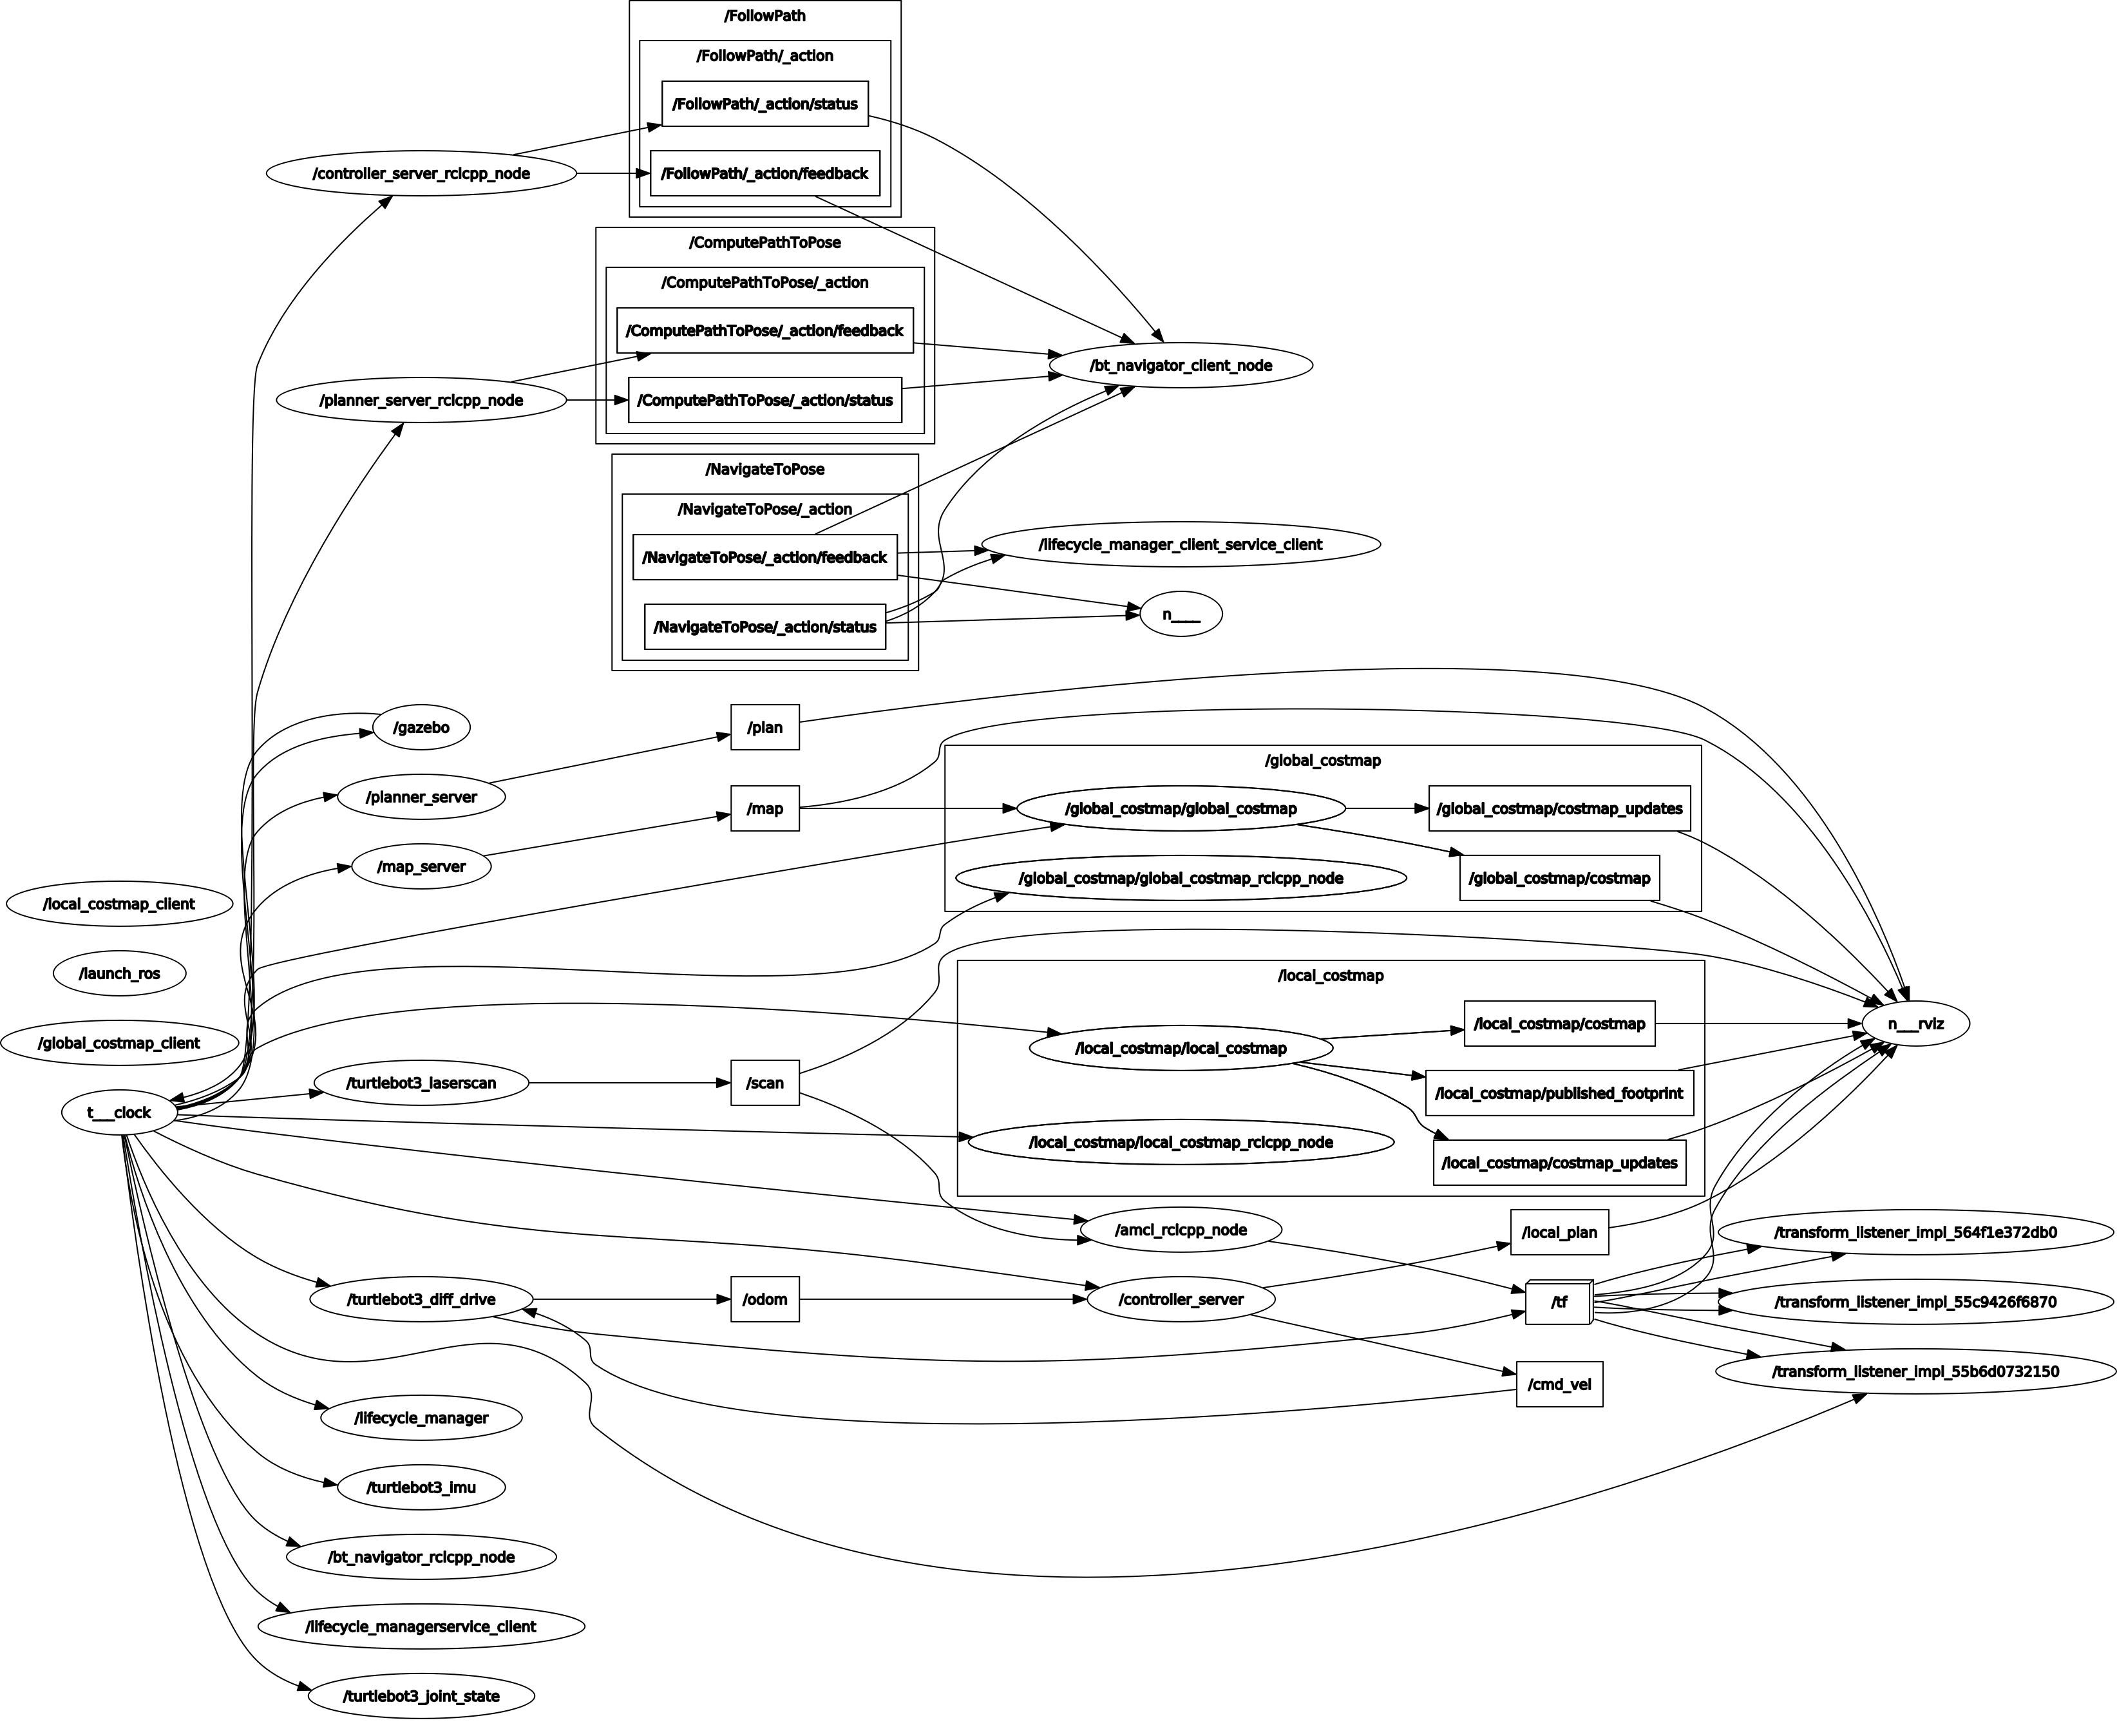 /FollowPath
/FollowPath/_action
/FollowPath/_action/status
/controller_server_rclcpp_node
/FollowPath/_action/feedback
/ComputePathToPose
/ComputePathToPose/_action
/ComputePathToPose/_action/feedback
/bt_navigator_client_node
/planner_server_rclcpp_node
/ComputePathToPose/_action/status
/NavigateToPose
/NavigateToPose/_action
/NavigateToPose/_action/feedback
/lifecycle_manager_client_service_client
/NavigateToPose/_action/status
n____
/gazebo
/plan
/global_costmap
/planner_server
/map
/global_costmap/global_costmap
/global_costmap/costmap_updates
/map_server
/global_costmap/global_costmap_rclcpp_node
/global_costmap/costmap
/local_costmap_client
/launch_ros
/local_costmap
/global_costmap_client
/local_costmap/local_costmap
/local_costmap/costmap
n___rviz
/turtlebot3_laserscan
/scan
/local_costmap/published_footprint
t___clock
/local_costmap/local_costmap_rclcpp_node
/local_costmap/costmap_updates
/amcl_rclcpp_node
/local_plan
/transform_listener_impl_564f1e372db0
/turtlebot3_diff_drive
/odom
/controller_server
/tf
/transform_listener_impl_55c9426f6870
/cmd_vel
/transform_listener_impl_55b6d0732150
/lifecycle_manager
/turtlebot3_imu
/bt_navigator_rclcpp_node
/lifecycle_managerservice_client
/turtlebot3_joint_state